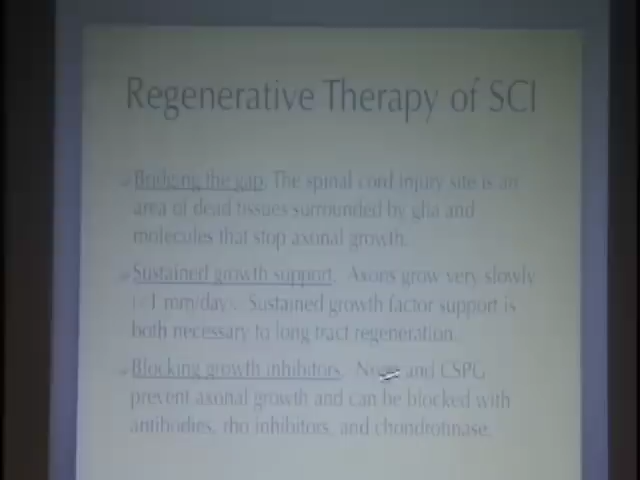 Regenerative Therapy of SCI
Bridging the gap. The spinal cord injury site is an
area of dead tissues surrounded by glia and
molecules that stop axonal growth.
Sustained growth support. Axons grow very slowly
(<1 mm/day). Sustained growth factor support is
both necessary to long tract regeneration.
Blocking growth inhibitors. and CSPG
prevent axonal growth and can be blocked with
antibodies, rho inhibitors, and chondroitinase.